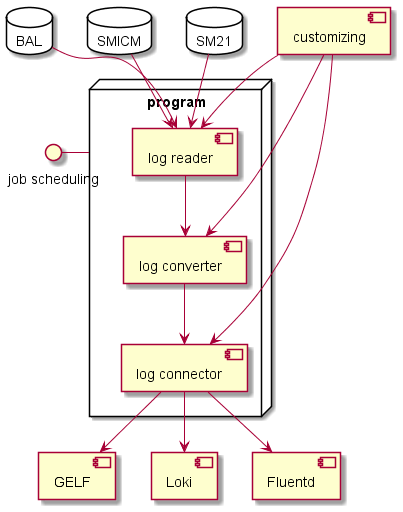 BAL
SMICM
SM21
customizing
program
log reader
job scheduling
log converter
log connector
GELF
Loki
Fluentd